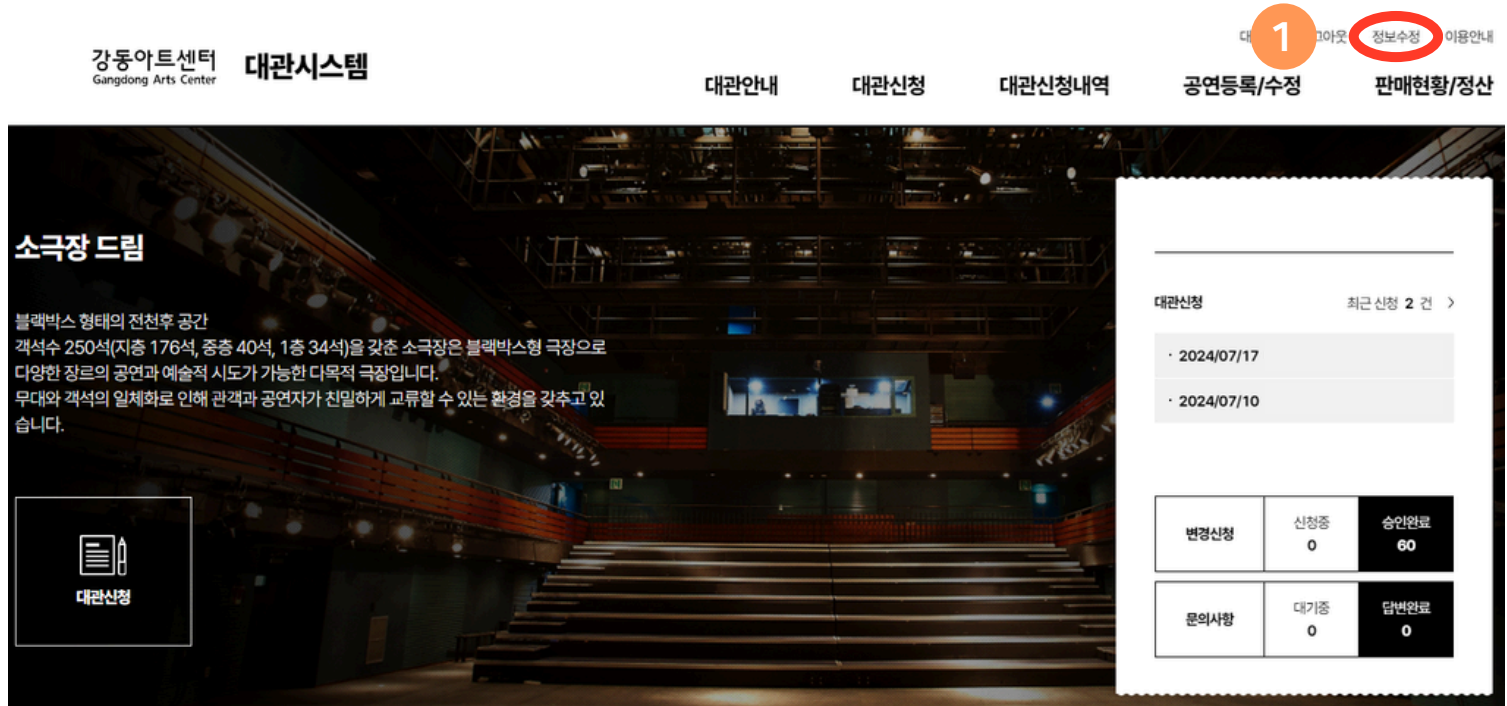 대
1
아웃
정보수정
이용안내
강동아트센터
Gangdong Arts Center
대관시스템
대관안내
대관신청
대관신청내역
공연등록/수정
판매현황/정산
소극장 드림
블랙박스 형태의 전천후 공간
객석수 250석(지층 176석, 중층 40석, 1층 34석)을 갖춘 소극장은 블랙박스형 극장으로
다양한 장르의 공연과 예술적 시도가 가능한 다목적 극장입니다.
무대와 객석의 일체화로 인해 관객과 공연자가 친밀하게 교류할 수 있는 환경을 갖추고 있
습니다.
대관신청
대관신청 최근 신청 2 건 >
· 2024/07/17
· 2024/07/10
변경신청
신청중
0
승인완료
60
문의사항
대기중
0
답변완료
0